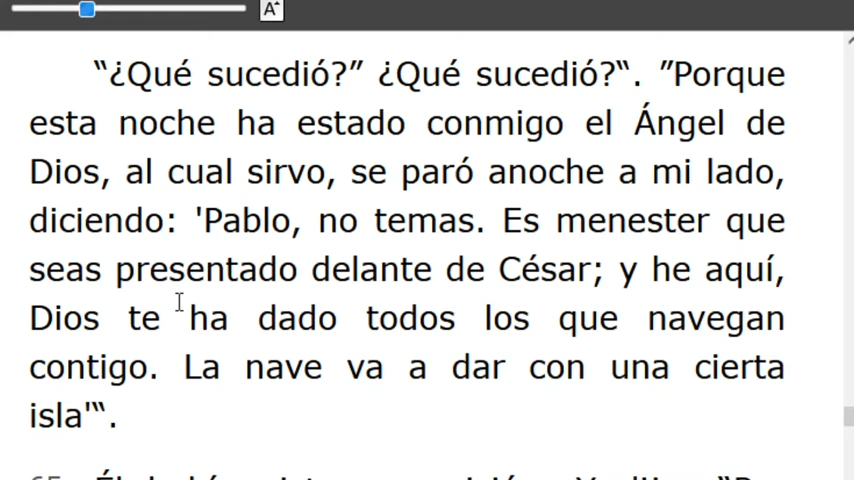 A
“¿Qué sucedió?” ¿Qué sucedió?“. ”Porque
esta noche ha estado conmigo el Ángel de
Dios, al cual sirvo, se paró anoche a mi lado,
diciendo: 'Pablo, no temas. Es menester que
seas presentado delante de César; y he aquí,
Dios te ha dado todos los que navegan
contigo. La nave va a dar con una cierta
isla'“.